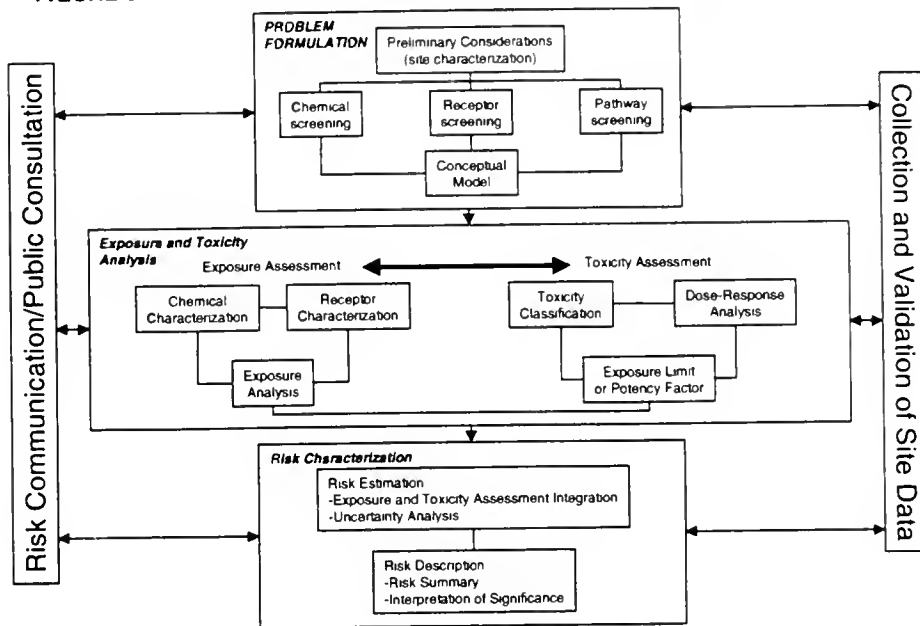 PROBLEM
FORMULATION
Preliminary Considerations
(site characterization)
Chemical
screening
Receptor
screening
Pathway
screening
Conceptual
Model
Exposure and Toxicity
Analysis
Exposure Assessment
Toxicity Assessment
Chemical
Characterization
Receptor
Characterization
Toxicity
Classification
Dose-Response
Analysis
Exposure
Analysis
Exposure Limit
or Potency Factor
Risk Characterization
Risk Estimation
-Exposure and Toxicity Assessment Integration
-Uncertainty Analysis
Risk Description
-Risk Summary
-Interpretation of Significance
Risk Communication/Public Consultation
Collection and Validation of Site Data